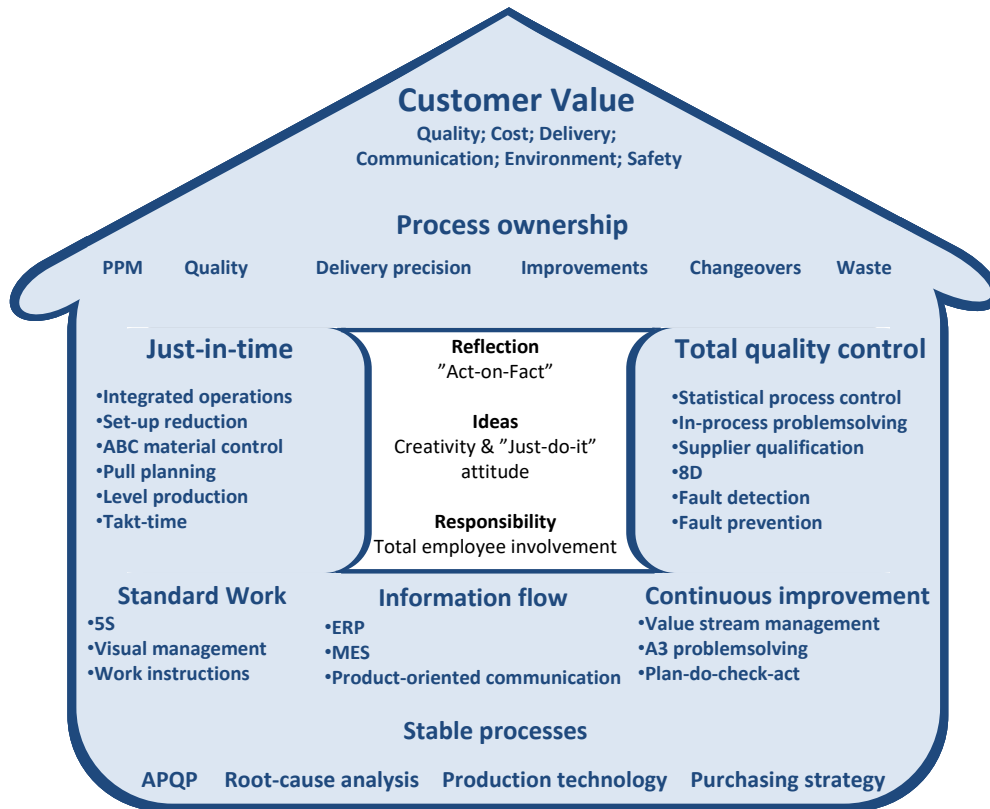 Customer Value
Quality; Cost; Delivery;
Communication; Environment; Safety
Process ownership
PPM Quality Delivery precision Improvements Changeovers Waste
Just-in-time
•Integrated operations
•Set-up reduction
•ABC material control
•Pull planning
•Level production
•Takt-time
Reflection
”Act-on-Fact”
Ideas
Creativity & ”Just-do-it”
attitude
Responsibility
Total employee involvement
Total quality control
•Statistical process control
•In-process problemsolving
•Supplier qualification
•8D
•Fault detection
•Fault prevention
Standard Work
•5S
•Visual management
•Work instructions
Information flow
•ERP
•MES
•Product-oriented communication
Continuous improvement
•Value stream management
•A3 problemsolving
•Plan-do-check-act
Stable processes
APQP Root-cause analysis Production technology Purchasing strategy